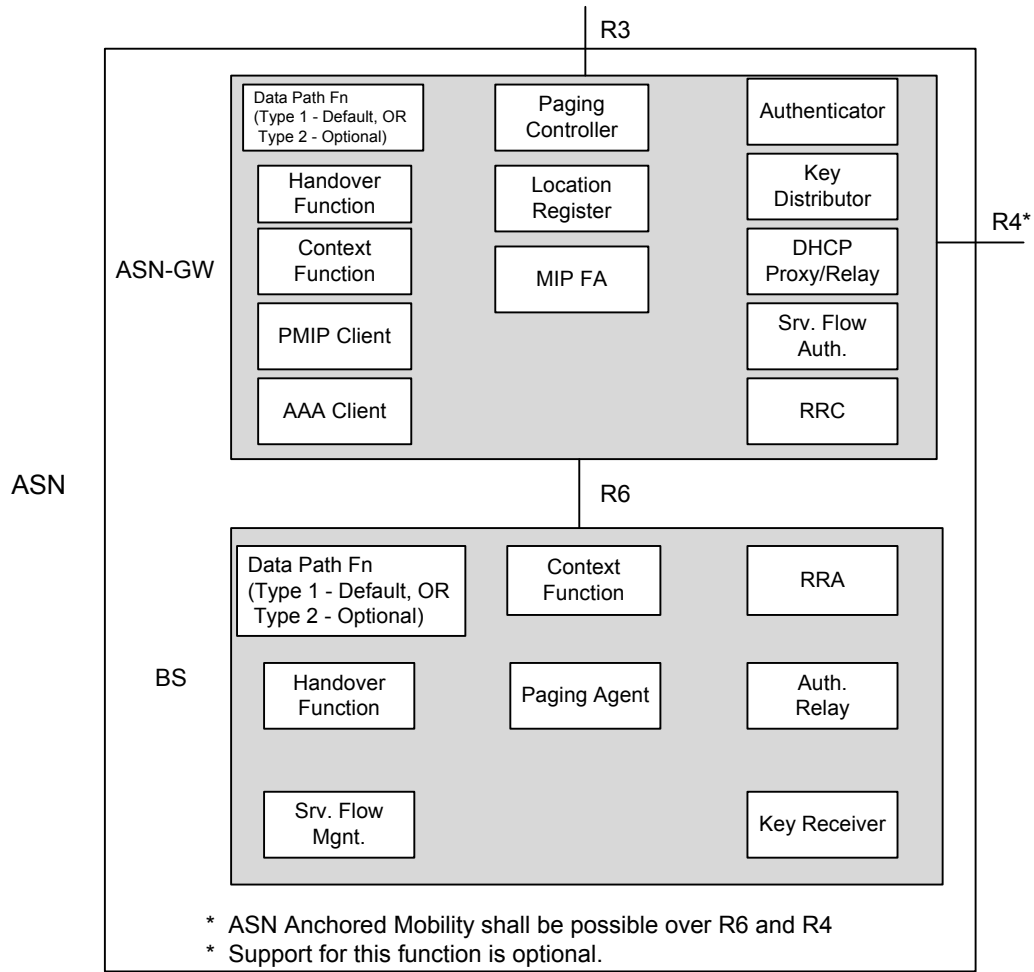 R3
Data Path Fn
(Type 1 - Default, OR
Type 2 - Optional)
Paging
Controller
Authenticator
Handover
Function
Location
Register
Key
Distributor
R4*
ASN-GW
Context
Function
MIP FA
DHCP
Proxy/Relay
PMIP Client
Srv. Flow
Auth.
AAA Client
RRC
ASN
R6
Data Path Fn
(Type 1 - Default, OR
Type 2 - Optional)
Context
Function
RRA
BS
Handover
Function
Paging Agent
Auth.
Relay
Srv. Flow
Mgnt.
Key Receiver
* ASN Anchored Mobility shall be possible over R6 and R4
* Support for this function is optional.